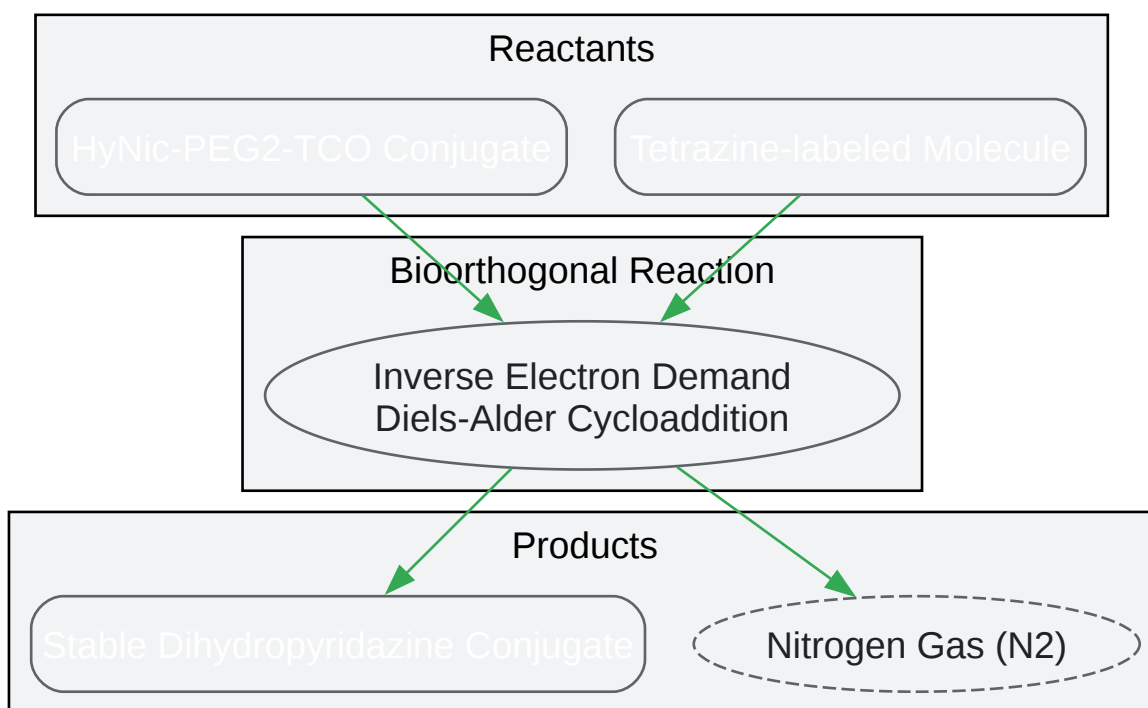 Reactants
HyNic-PEG2-TCO Conjugate
Tetrazine-labeled Molecule
Bioorthogonal Reaction
Inverse Electron Demand
Diels-Alder Cycloaddition
Products
Stable Dihydropyridazine Conjugate
Nitrogen Gas (N2)